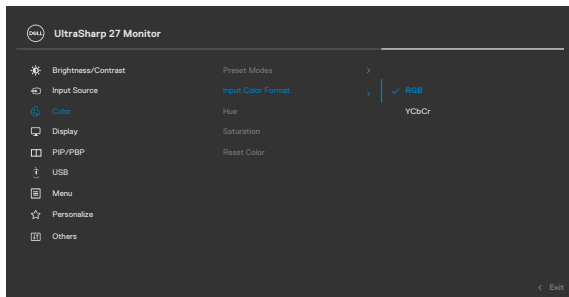 DELL UltraSharp 27 Monitor
Brightness/Contrast Preset Modes >
Input Source Input Color Format > ✓ RGB
Color Hue YCbCr
Display Saturation
PIP/PBP Reset Color
USB
Menu
Personalize
Others
< Exit